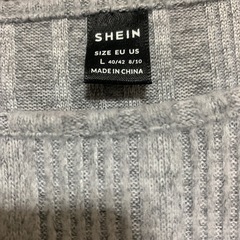 SHEIN
SIZE EU US
L 40/42 8/10
MADE IN CHINA